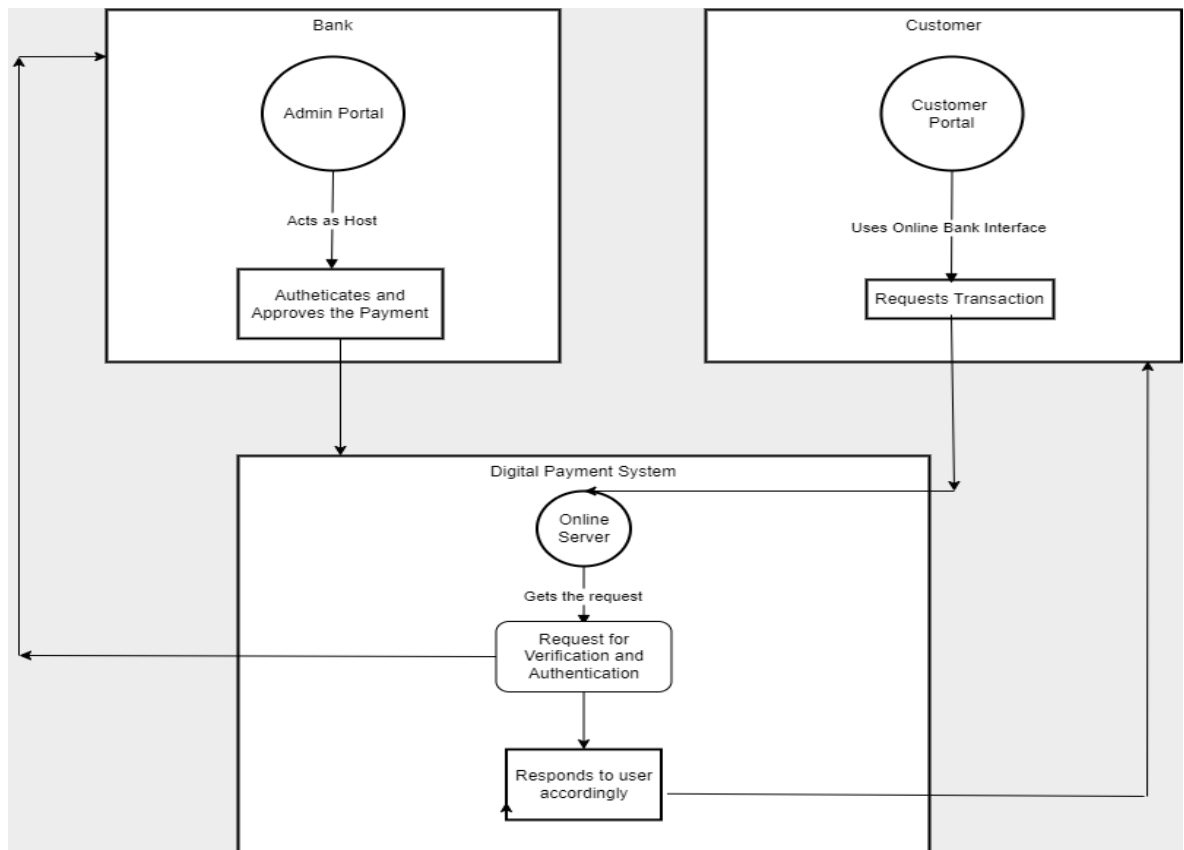 Bank
Admin Portal
Acts as Host
Autheticates and
Approves the Payment
Customer
Customer
Portal
Uses Online Bank Interface
Requests Transaction
Digital Payment System
Online
Server
Gets the request
Request for
Verification and
Authentication
Responds to user
accordingly